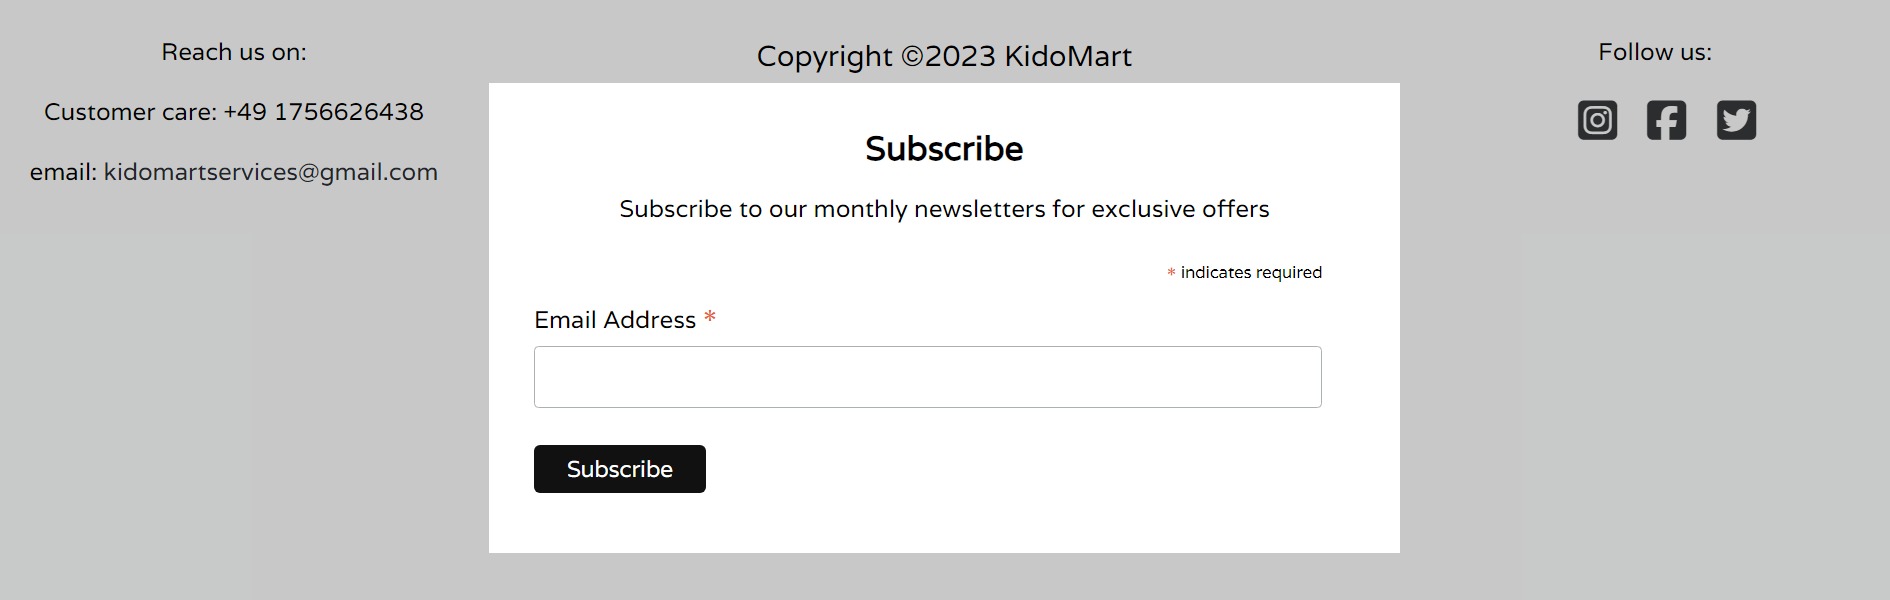 Reach us on:
Customer care: +49 1756626438
email: kidomartservices@gmail.com
Copyright ©2023 KidoMart
Subscribe
Subscribe to our monthly newsletters for exclusive offers
* indicates required
Email Address *
Subscribe
Follow us: